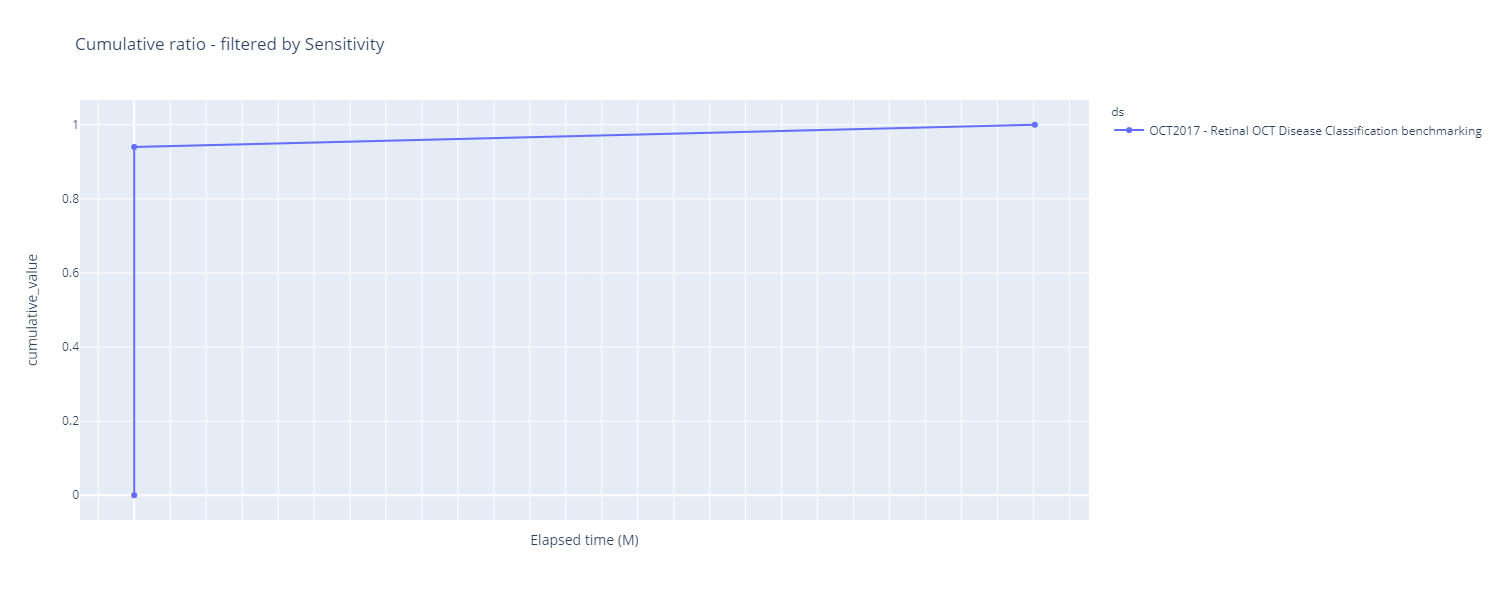 Cumulative ratio - filtered by Sensitivity
ds
OCT2017 - Retinal OCT Disease Classification benchmarking
1
0.8
0.6
0.4
0.2
0
cumulative_value
Elapsed time (M)